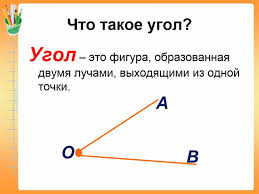 Что такое угол?
Угол – это фигура, образованная
двумя лучами, выходящими из одной
точки.
А
О
В